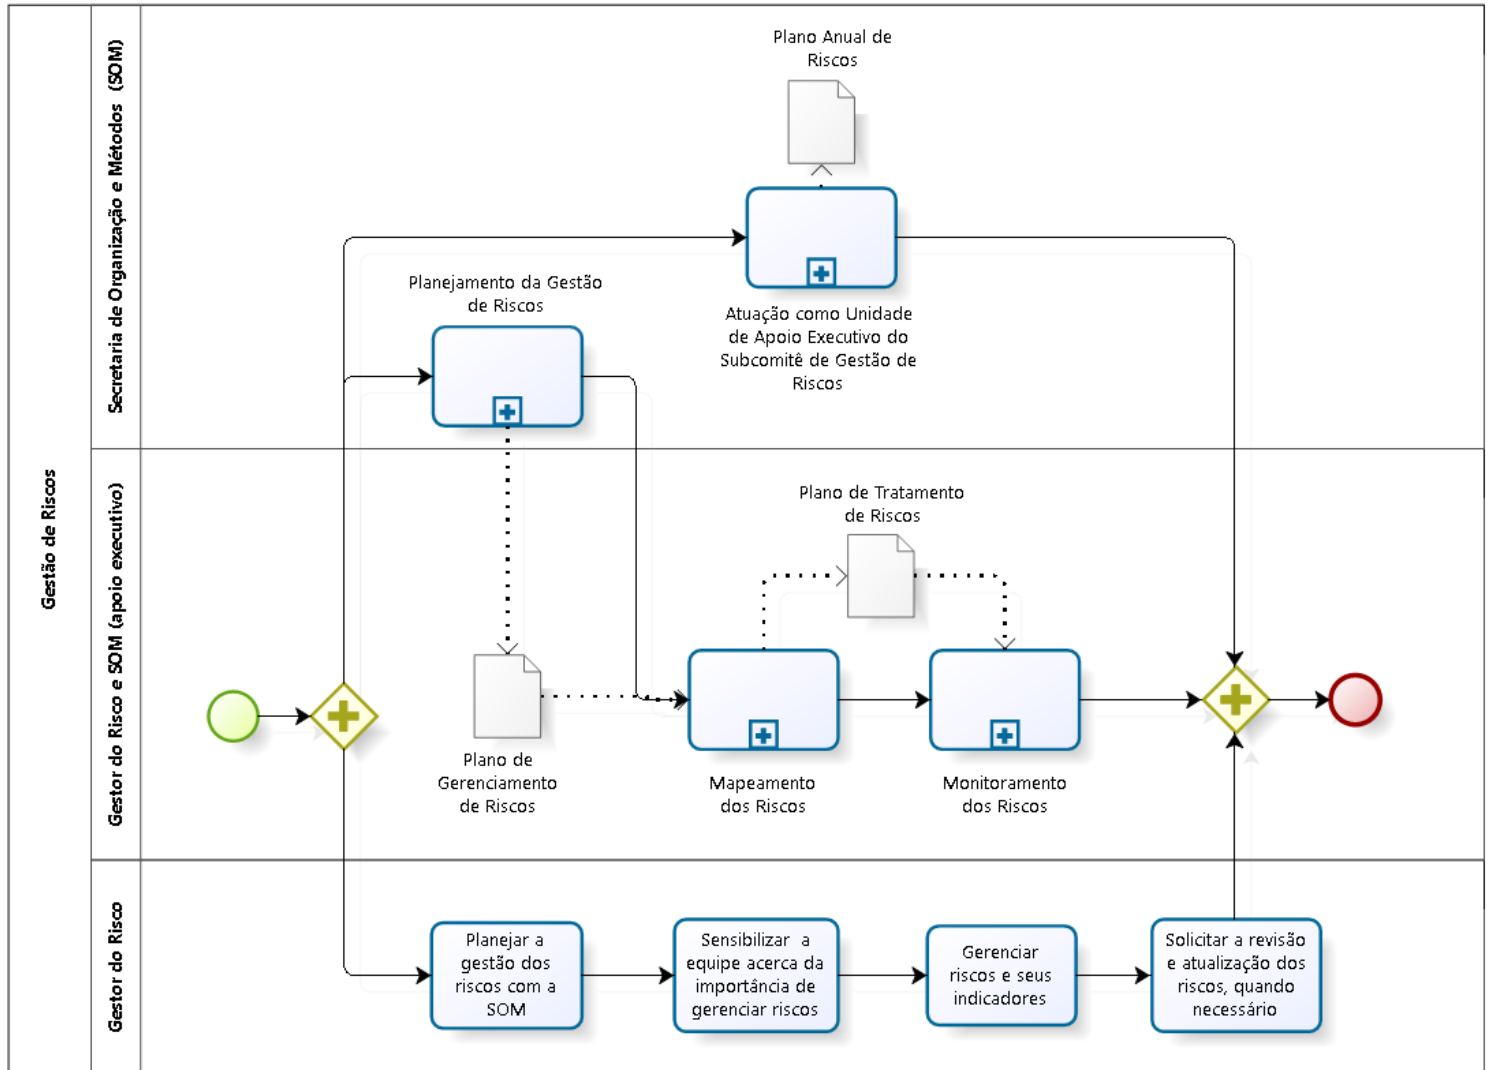 Gestão de Riscos
Secretaria de Organização e Métodos (SOM)
Plano Anual de
Riscos
Planejamento da Gestão
de Riscos
Atuação como Unidade
de Apoio Executivo do
Subcomitê de Gestão de
Riscos
Gestor do Risco e SOM (apoio executivo)
Plano de Tratamento
de Riscos
Plano de
Gerenciamento
de Riscos
Mapeamento
dos Riscos
Monitoramento
dos Riscos
Gestor do Risco
Planejar a
gestão dos
riscos com a
SOM
Sensibilizar a
equipe acerca da
importância de
gerenciar riscos
Gerenciar
riscos e seus
indicadores
Solicitar a revisão
e atualização dos
riscos, quando
necessário